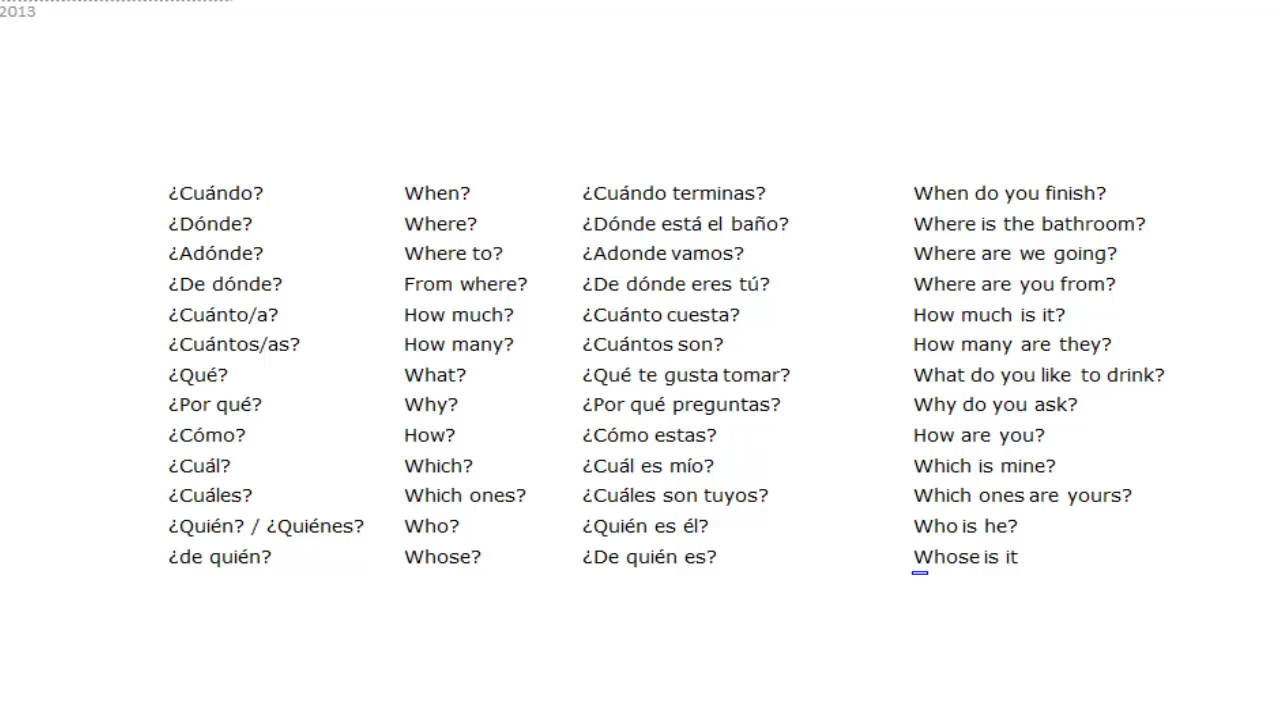 2013
¿Cuándo? When? ¿Cuándo terminas? When do you finish?
¿Dónde? Where? ¿Dónde está el baño? Where is the bathroom?
¿Adónde? Where to? ¿Adonde vamos? Where are we going?
¿De dónde? From where? ¿De dónde eres tú? Where are you from?
¿Cuánto/a? How much? ¿Cuánto cuesta? How much is it?
¿Cuántos/as? How many? ¿Cuántos son? How many are they?
¿Qué? What? ¿Qué te gusta tomar? What do you like to drink?
¿Por qué? Why? ¿Por qué preguntas? Why do you ask?
¿Cómo? How? ¿Cómo estas? How are you?
¿Cuál? Which? ¿Cuál es mío? Which is mine?
¿Cuáles? Which ones? ¿Cuáles son tuyos? Which ones are yours?
¿Quién? / ¿Quiénes? Who? ¿Quién es él? Who is he?
¿de quién? Whose? ¿De quién es? Whose is it